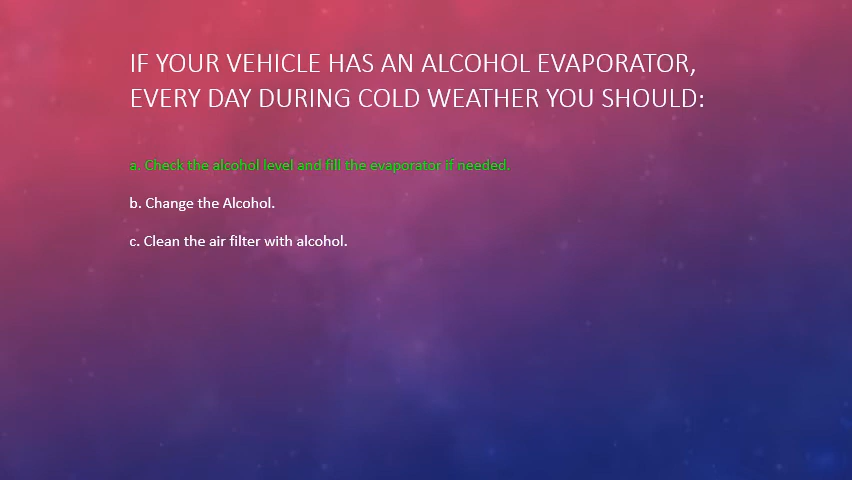 IF YOUR VEHICLE HAS AN ALCOHOL EVAPORATOR,
EVERY DAY DURING COLD WEATHER YOU SHOULD:
a. Check the alcohol level and fill the evaporator if needed.
b. Change the Alcohol.
c. Clean the air filter with alcohol.